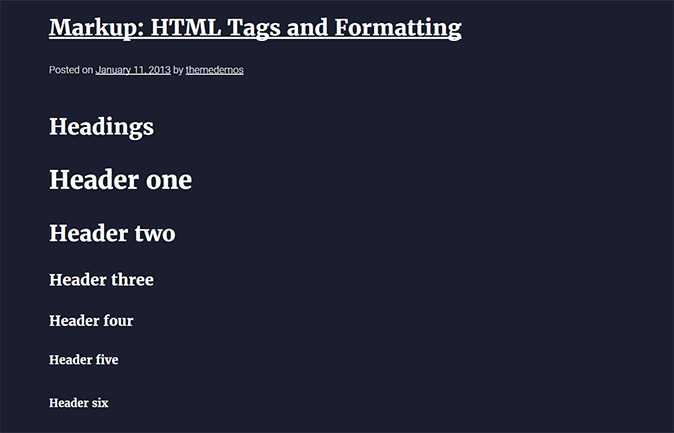 Markup: HTML Tags and Formatting
Posted on January 11, 2013 by themedemos
Headings
Header one
Header two
Header three
Header four
Header five
Header six